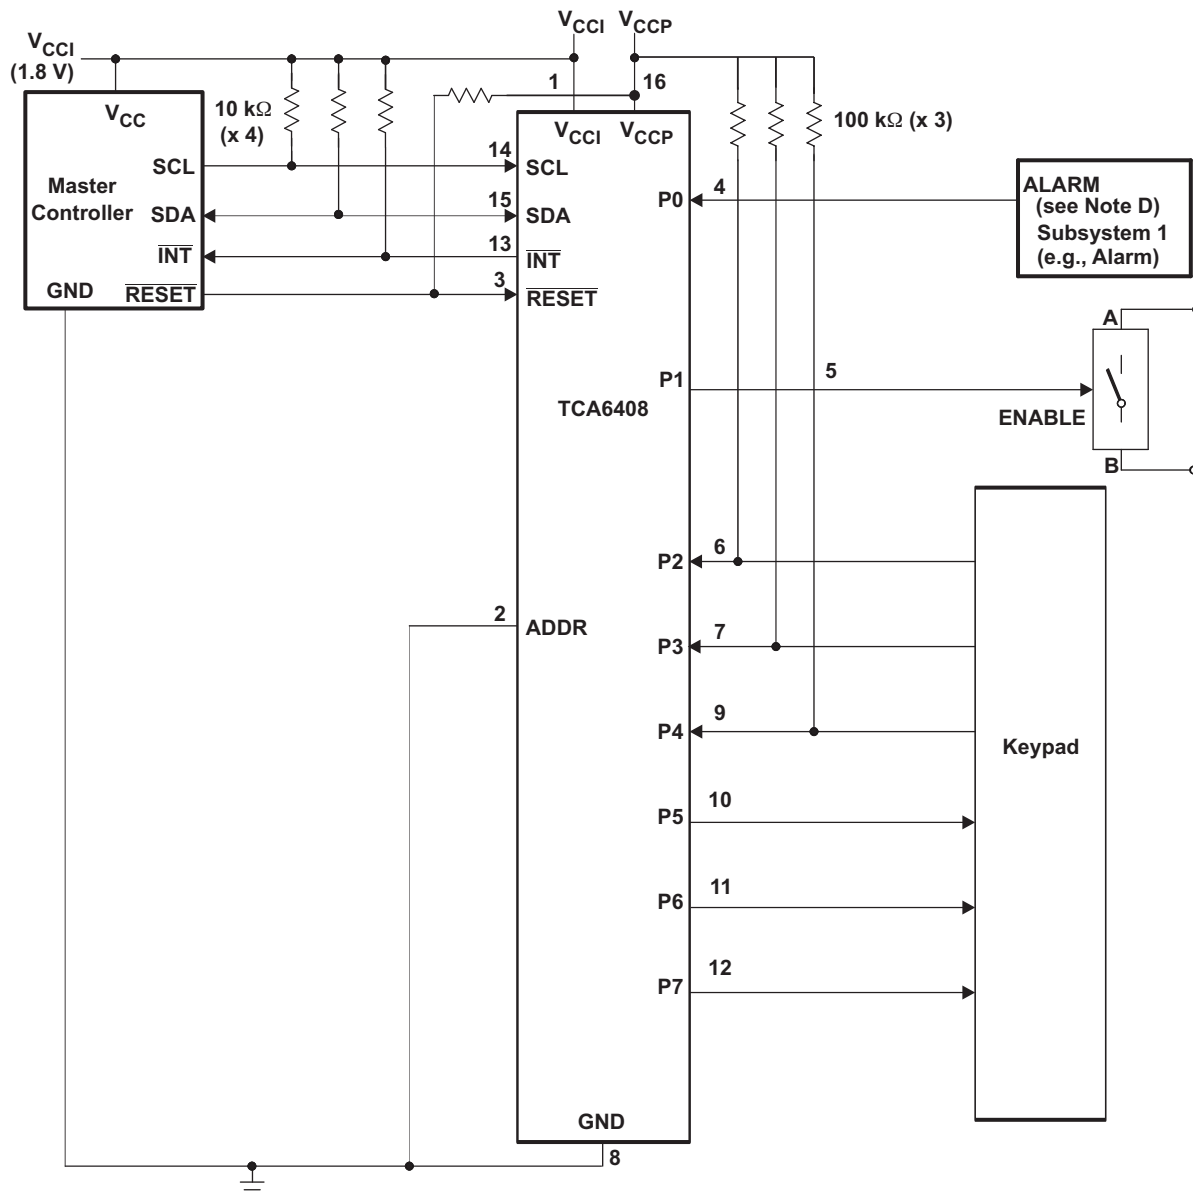 VCCI VCCP
VCCI
(1.8 V)
1 16
VCC
10 kΩ
(x 4)
VCCI VCCP
100 kΩ (x 3)
Master
Controller
SCL
SDA
INT
RESET
GND
14
15
13
3
SCL
SDA
INT
RESET
P0
4
ALARM
(see Note D)
Subsystem 1
(e.g., Alarm)
A
P1
5
TCA6408
ENABLE
B
P2
6
2
ADDR
P3
7
P4
9
Keypad
P5
10
P6
11
P7
12
GND
8